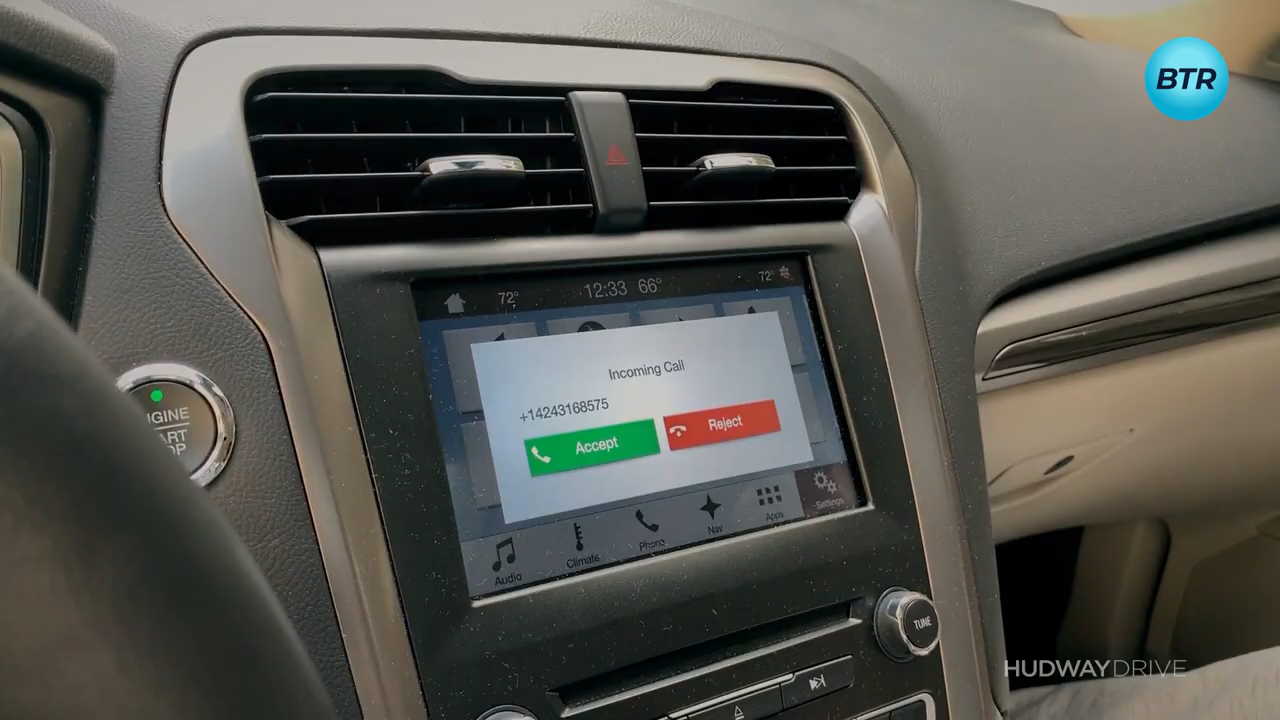 BTR
72° 12:33 66° 72°
Incoming Call
+14243168575
Accept Reject
Settings
Apps
Nav
Phone
Climate
Audio
TUNE
HUDWAYDRIVE